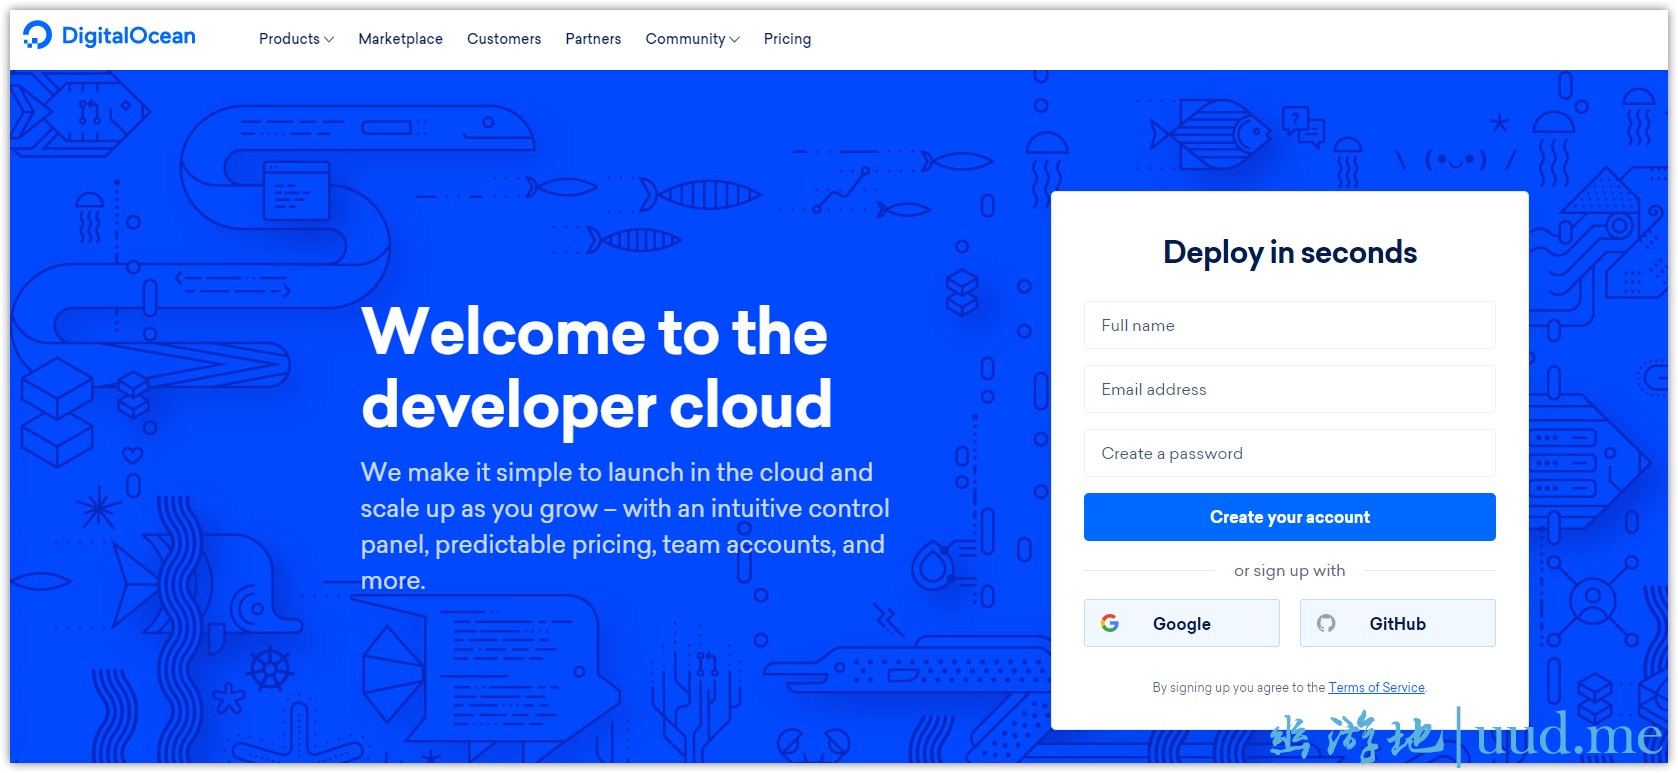 DigitalOcean
Products Marketplace Customers Partners Community Pricing
?
\ (•◡•) /
Welcome to the
developer cloud
We make it simple to launch in the cloud and
scale up as you grow – with an intuitive control
panel, predictable pricing, team accounts, and
more.
Deploy in seconds
Full name
Email address
Create a password
Create your account
or sign up with
Google GitHub
By signing up you agree to the Terms of Service.
幽游地|uud.me